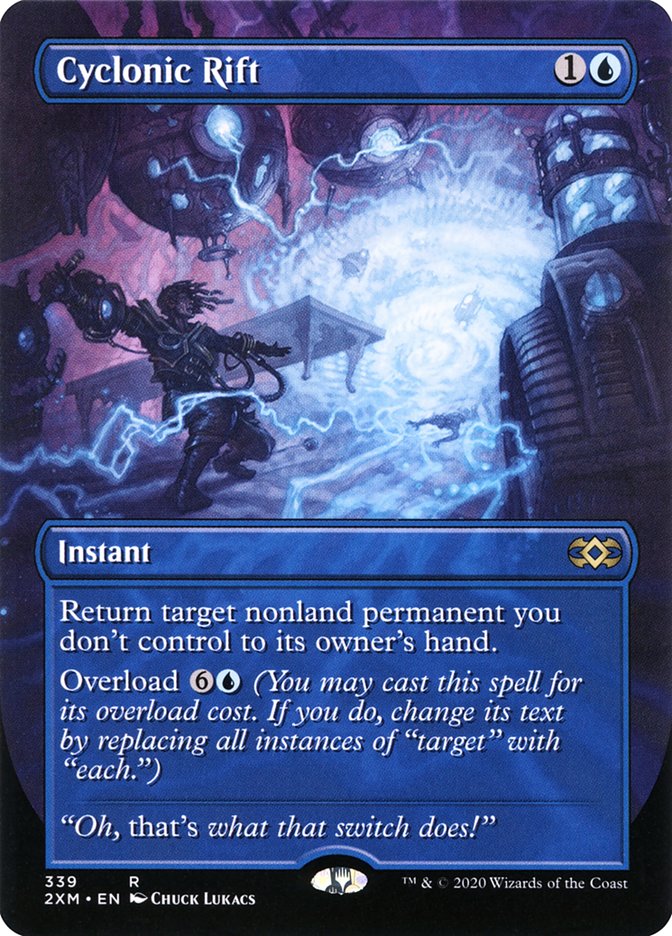 Cyclonic Rift 1
Instant
Return target nonland permanent you
don't control to its owner's hand.
Overload 6 (You may cast this spell for
its overload cost. If you do, change its text
by replacing all instances of “target” with
“each.”)
“Oh, that's what that switch does!”
339 R
2XM • EN Chuck Lukacs ™ & © 2020 Wizards of the Coast